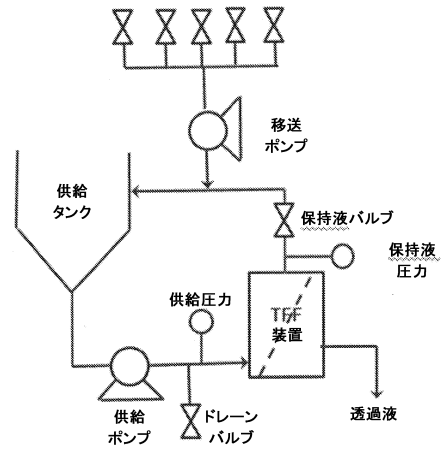 移送
ポンプ
供給
タンク
保持液バルブ
保持液
圧力
供給圧力
TFF
装置
供給
ポンプ
ドレーン
バルブ
透過液